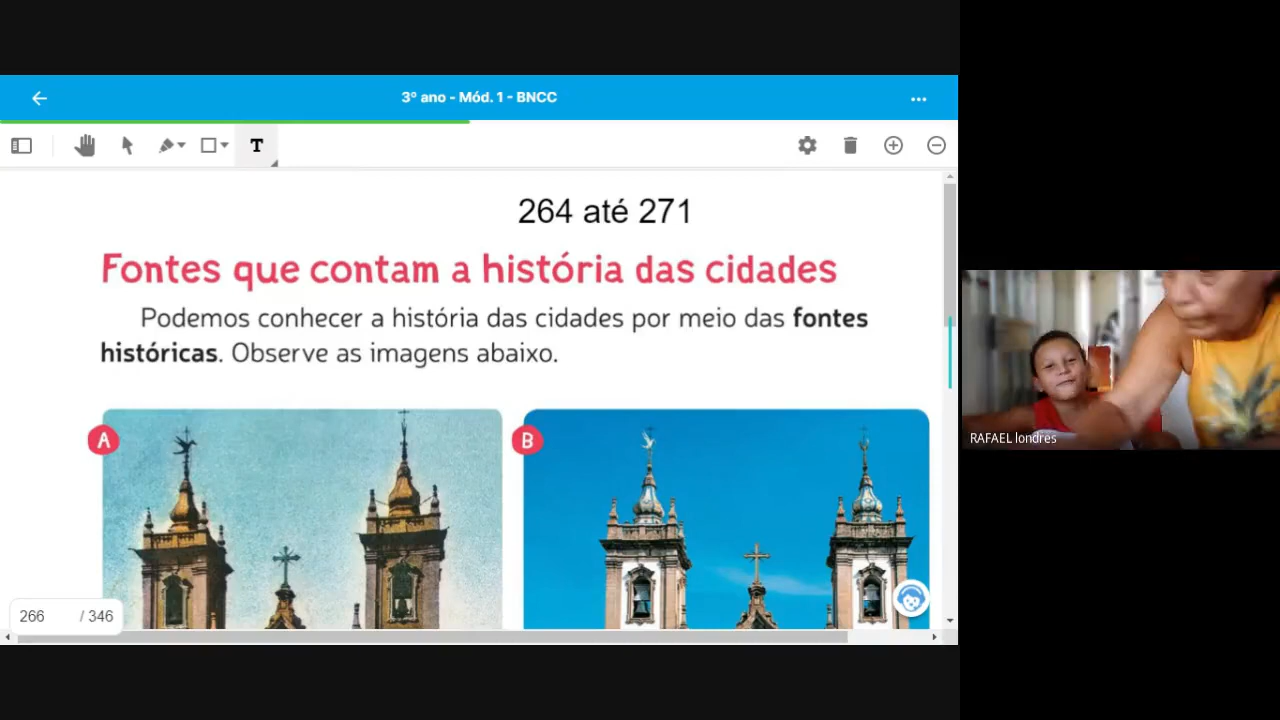 3º ano - Mód. 1 - BNCC
T
264 até 271
Fontes que contam a história das cidades
Podemos conhecer a história das cidades por meio das fontes
históricas. Observe as imagens abaixo.
A
B
266 / 346
RAFAEL londres